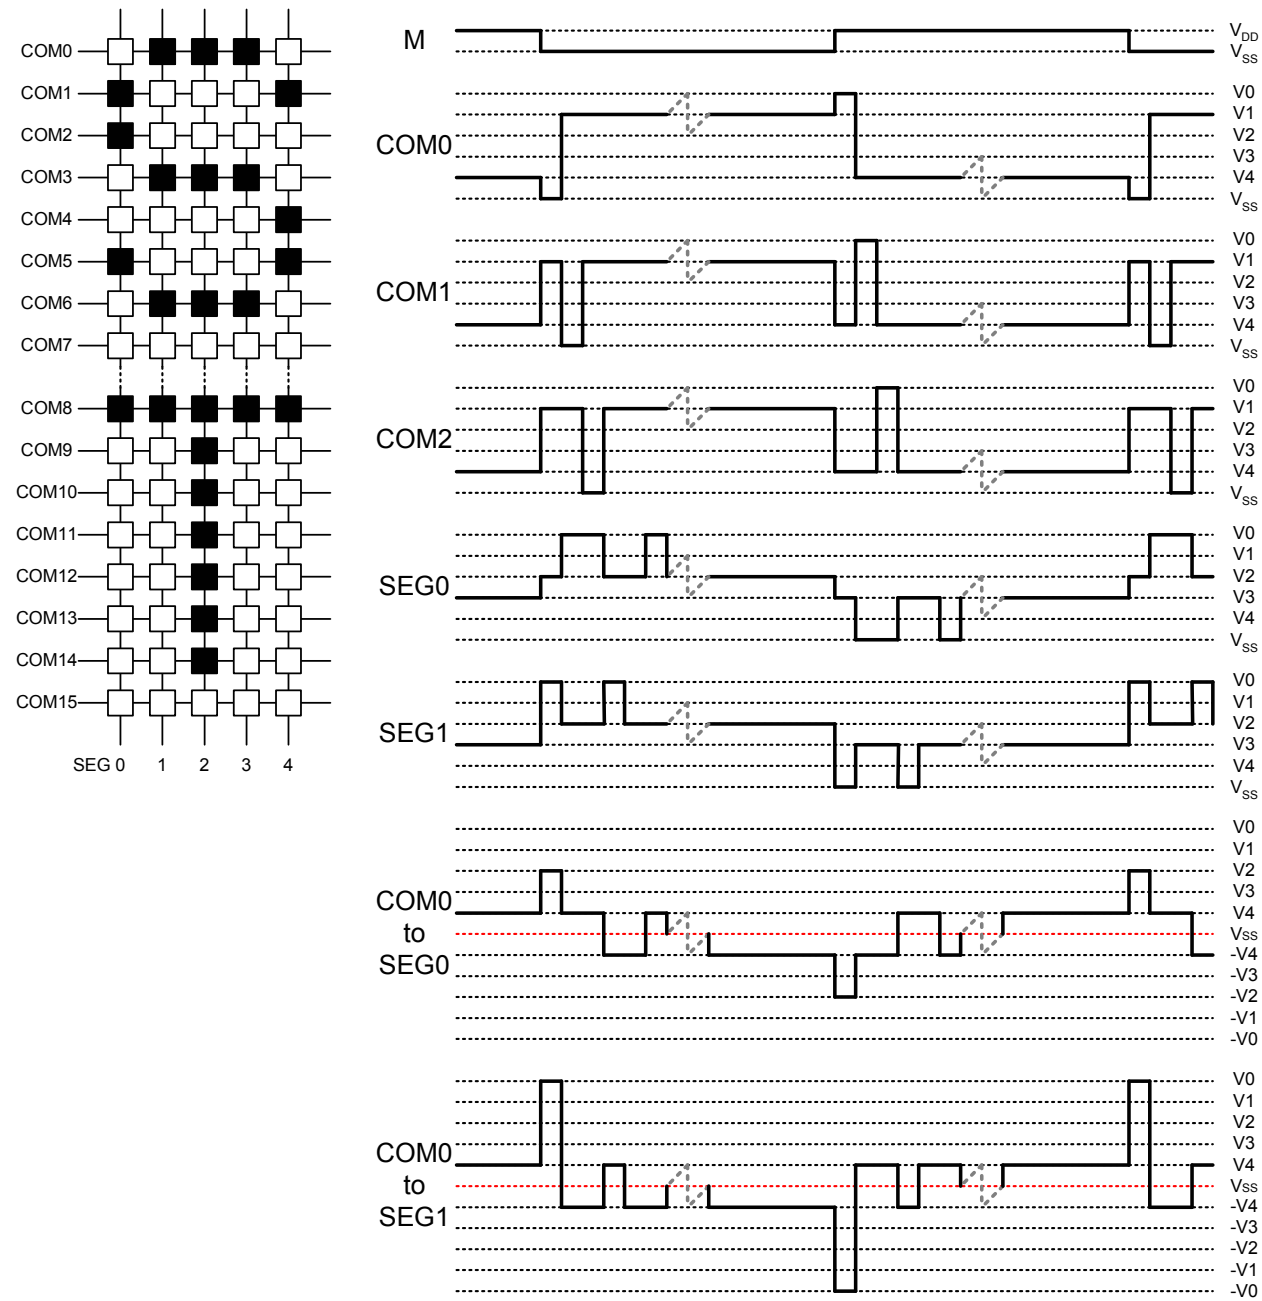 COM0
COM1
COM2
COM3
COM4
COM5
COM6
COM7
COM8
COM9
COM10
COM11
COM12
COM13
COM14
COM15
SEG 0 1 2 3 4
M
VDD
VSS
COM0
V0
V1
V2
V3
V4
VSS
COM1
V0
V1
V2
V3
V4
VSS
COM2
V0
V1
V2
V3
V4
VSS
SEG0
V0
V1
V2
V3
V4
VSS
SEG1
V0
V1
V2
V3
V4
VSS
COM0
to
SEG0
V0
V1
V2
V3
V4
VSS
-V4
-V3
-V2
-V1
-V0
COM0
to
SEG1
V0
V1
V2
V3
V4
VSS
-V4
-V3
-V2
-V1
-V0